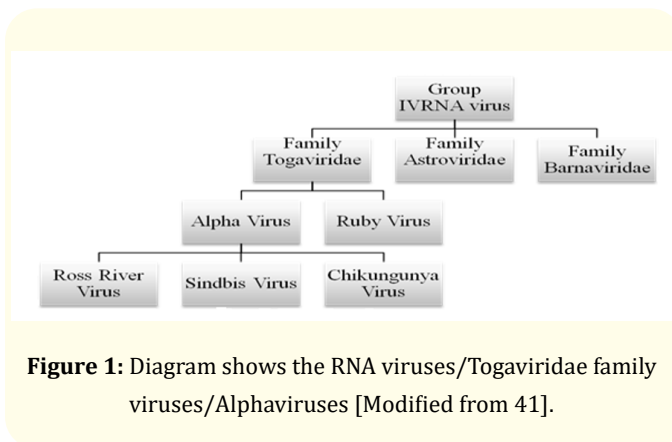 Group
IVRNA virus
Family
Togaviridae
Family
Astroviridae
Family
Barnaviridae
Alpha Virus
Ruby Virus
Ross River
Virus
Sindbis Virus
Chikungunya
Virus
Figure 1: Diagram shows the RNA viruses/Togaviridae family
viruses/Alphaviruses [Modified from 41].